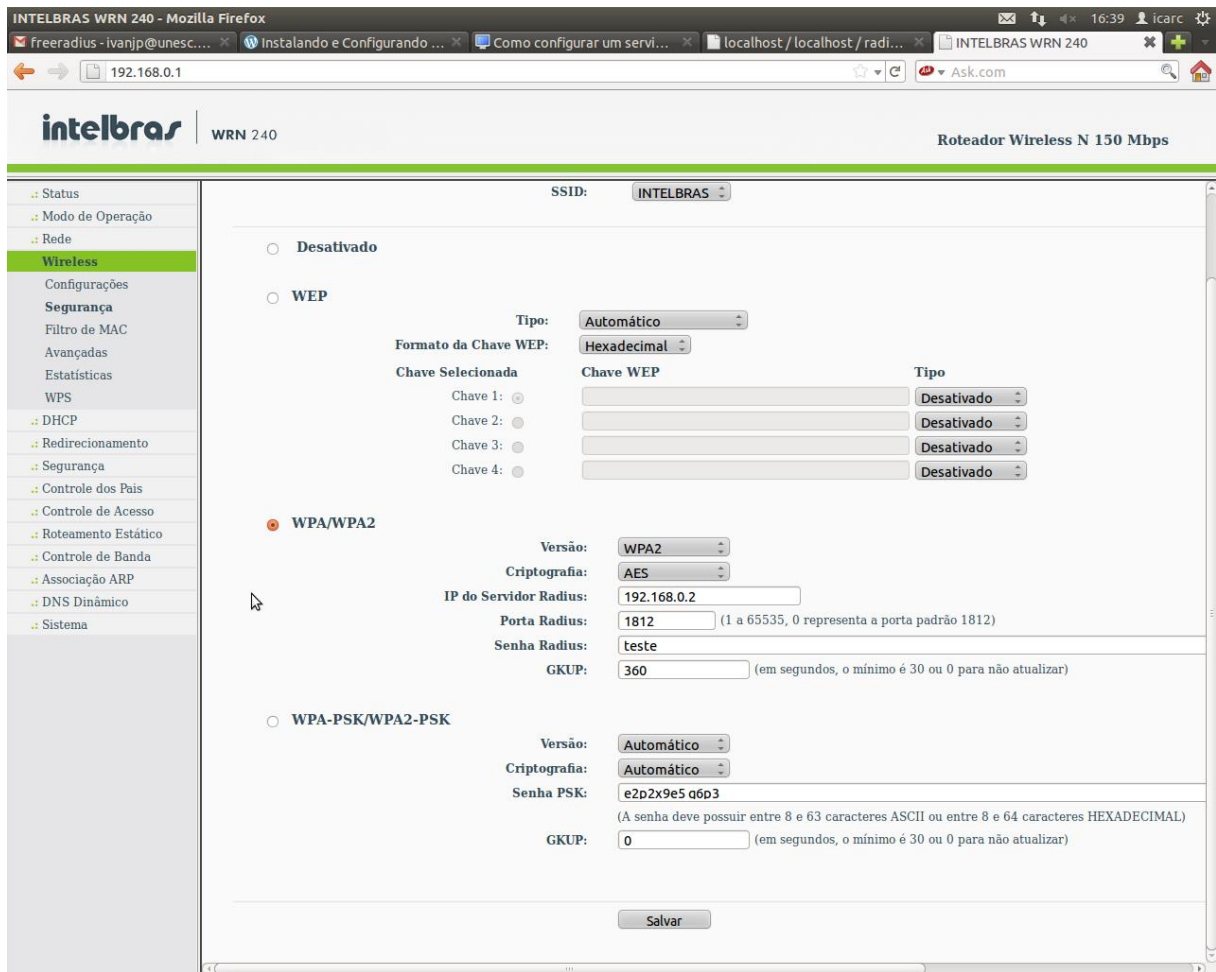 INTELBRAS WRN 240 - Mozilla Firefox 16:39 icarc
freeradius - ivanjp@unesc.... Instalando e Configurando ... Como configurar um servi... localhost / localhost / radi... INTELBRAS WRN 240
192.168.0.1 Ask.com
intelbras WRN 240 Roteador Wireless N 150 Mbps
.: Status
.: Modo de Operação
.: Rede
Wireless
Configurações
Segurança
Filtro de MAC
Avançadas
Estatísticas
WPS
.: DHCP
.: Redirecionamento
.: Segurança
.: Controle dos Pais
.: Controle de Acesso
.: Roteamento Estático
.: Controle de Banda
.: Associação ARP
.: DNS Dinâmico
.: Sistema
SSID: INTELBRAS
Desativado
WEP
Tipo: Automático
Formato da Chave WEP: Hexadecimal
Chave Selecionada Chave WEP Tipo
Chave 1: Desativado
Chave 2: Desativado
Chave 3: Desativado
Chave 4: Desativado
WPA/WPA2
Versão: WPA2
Criptografia: AES
IP do Servidor Radius: 192.168.0.2
Porta Radius: 1812 (1 a 65535, 0 representa a porta padrão 1812)
Senha Radius: teste
GKUP: 360 (em segundos, o mínimo é 30 ou 0 para não atualizar)
WPA-PSK/WPA2-PSK
Versão: Automático
Criptografia: Automático
Senha PSK: e2p2x9e5 q6p3
(A senha deve possuir entre 8 e 63 caracteres ASCII ou entre 8 e 64 caracteres HEXADECIMAL)
GKUP: 0 (em segundos, o mínimo é 30 ou 0 para não atualizar)
Salvar